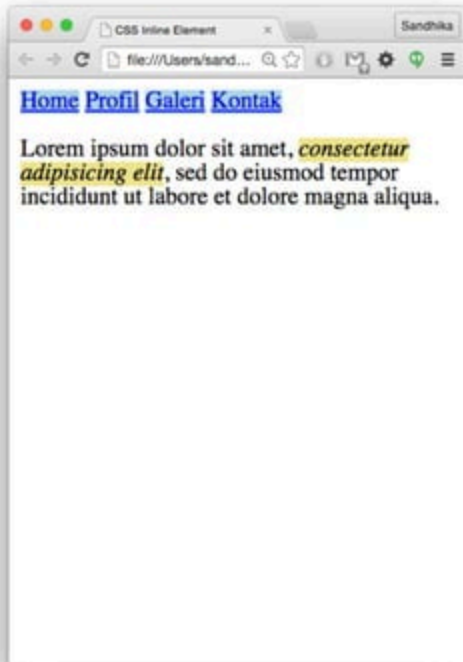 CSS Inline Element
Sandhika
file:///Users/sand...
Home Profil Galeri Kontak
Lorem ipsum dolor sit amet, consectetur
adipisicing elit, sed do eiusmod tempor
incididunt ut labore et dolore magna aliqua.